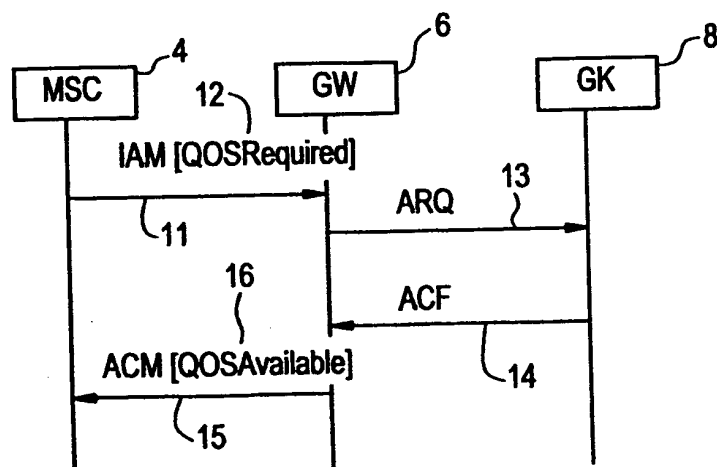 4
6
8
MSC
GW
GK
12
IAM [QOSRequired]
11
ARQ
13
16
ACF
14
ACM [QOSAvailable]
15